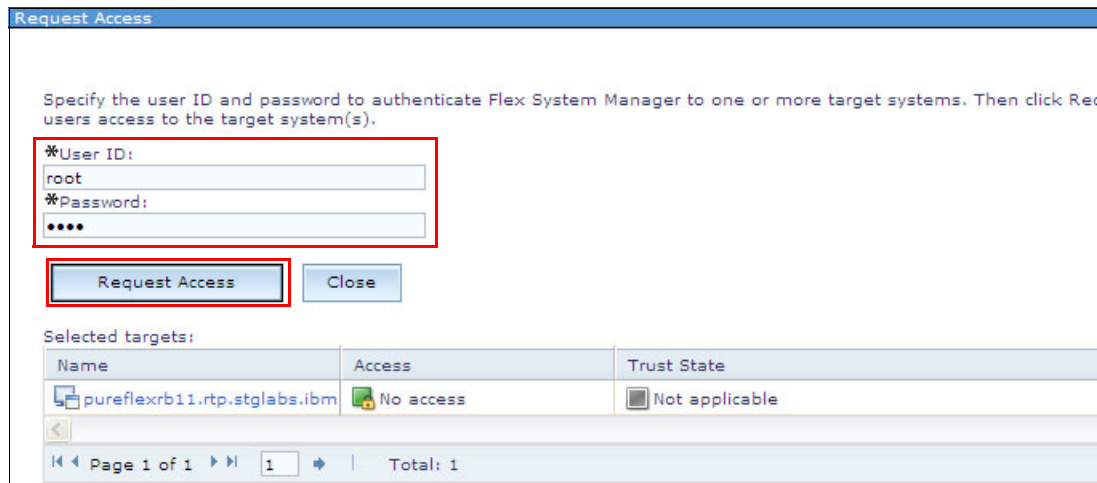 Request Access
Specify the user ID and password to authenticate Flex System Manager to one or more target systems. Then click
users access to the target system(s).
*User ID:
root
*Password:
••••
Request Access Close
Selected targets:
Name Access Trust State
pureflexrb11.rtp.stglabs.ibm No access Not applicable
Page 1 of 1 1 Total: 1